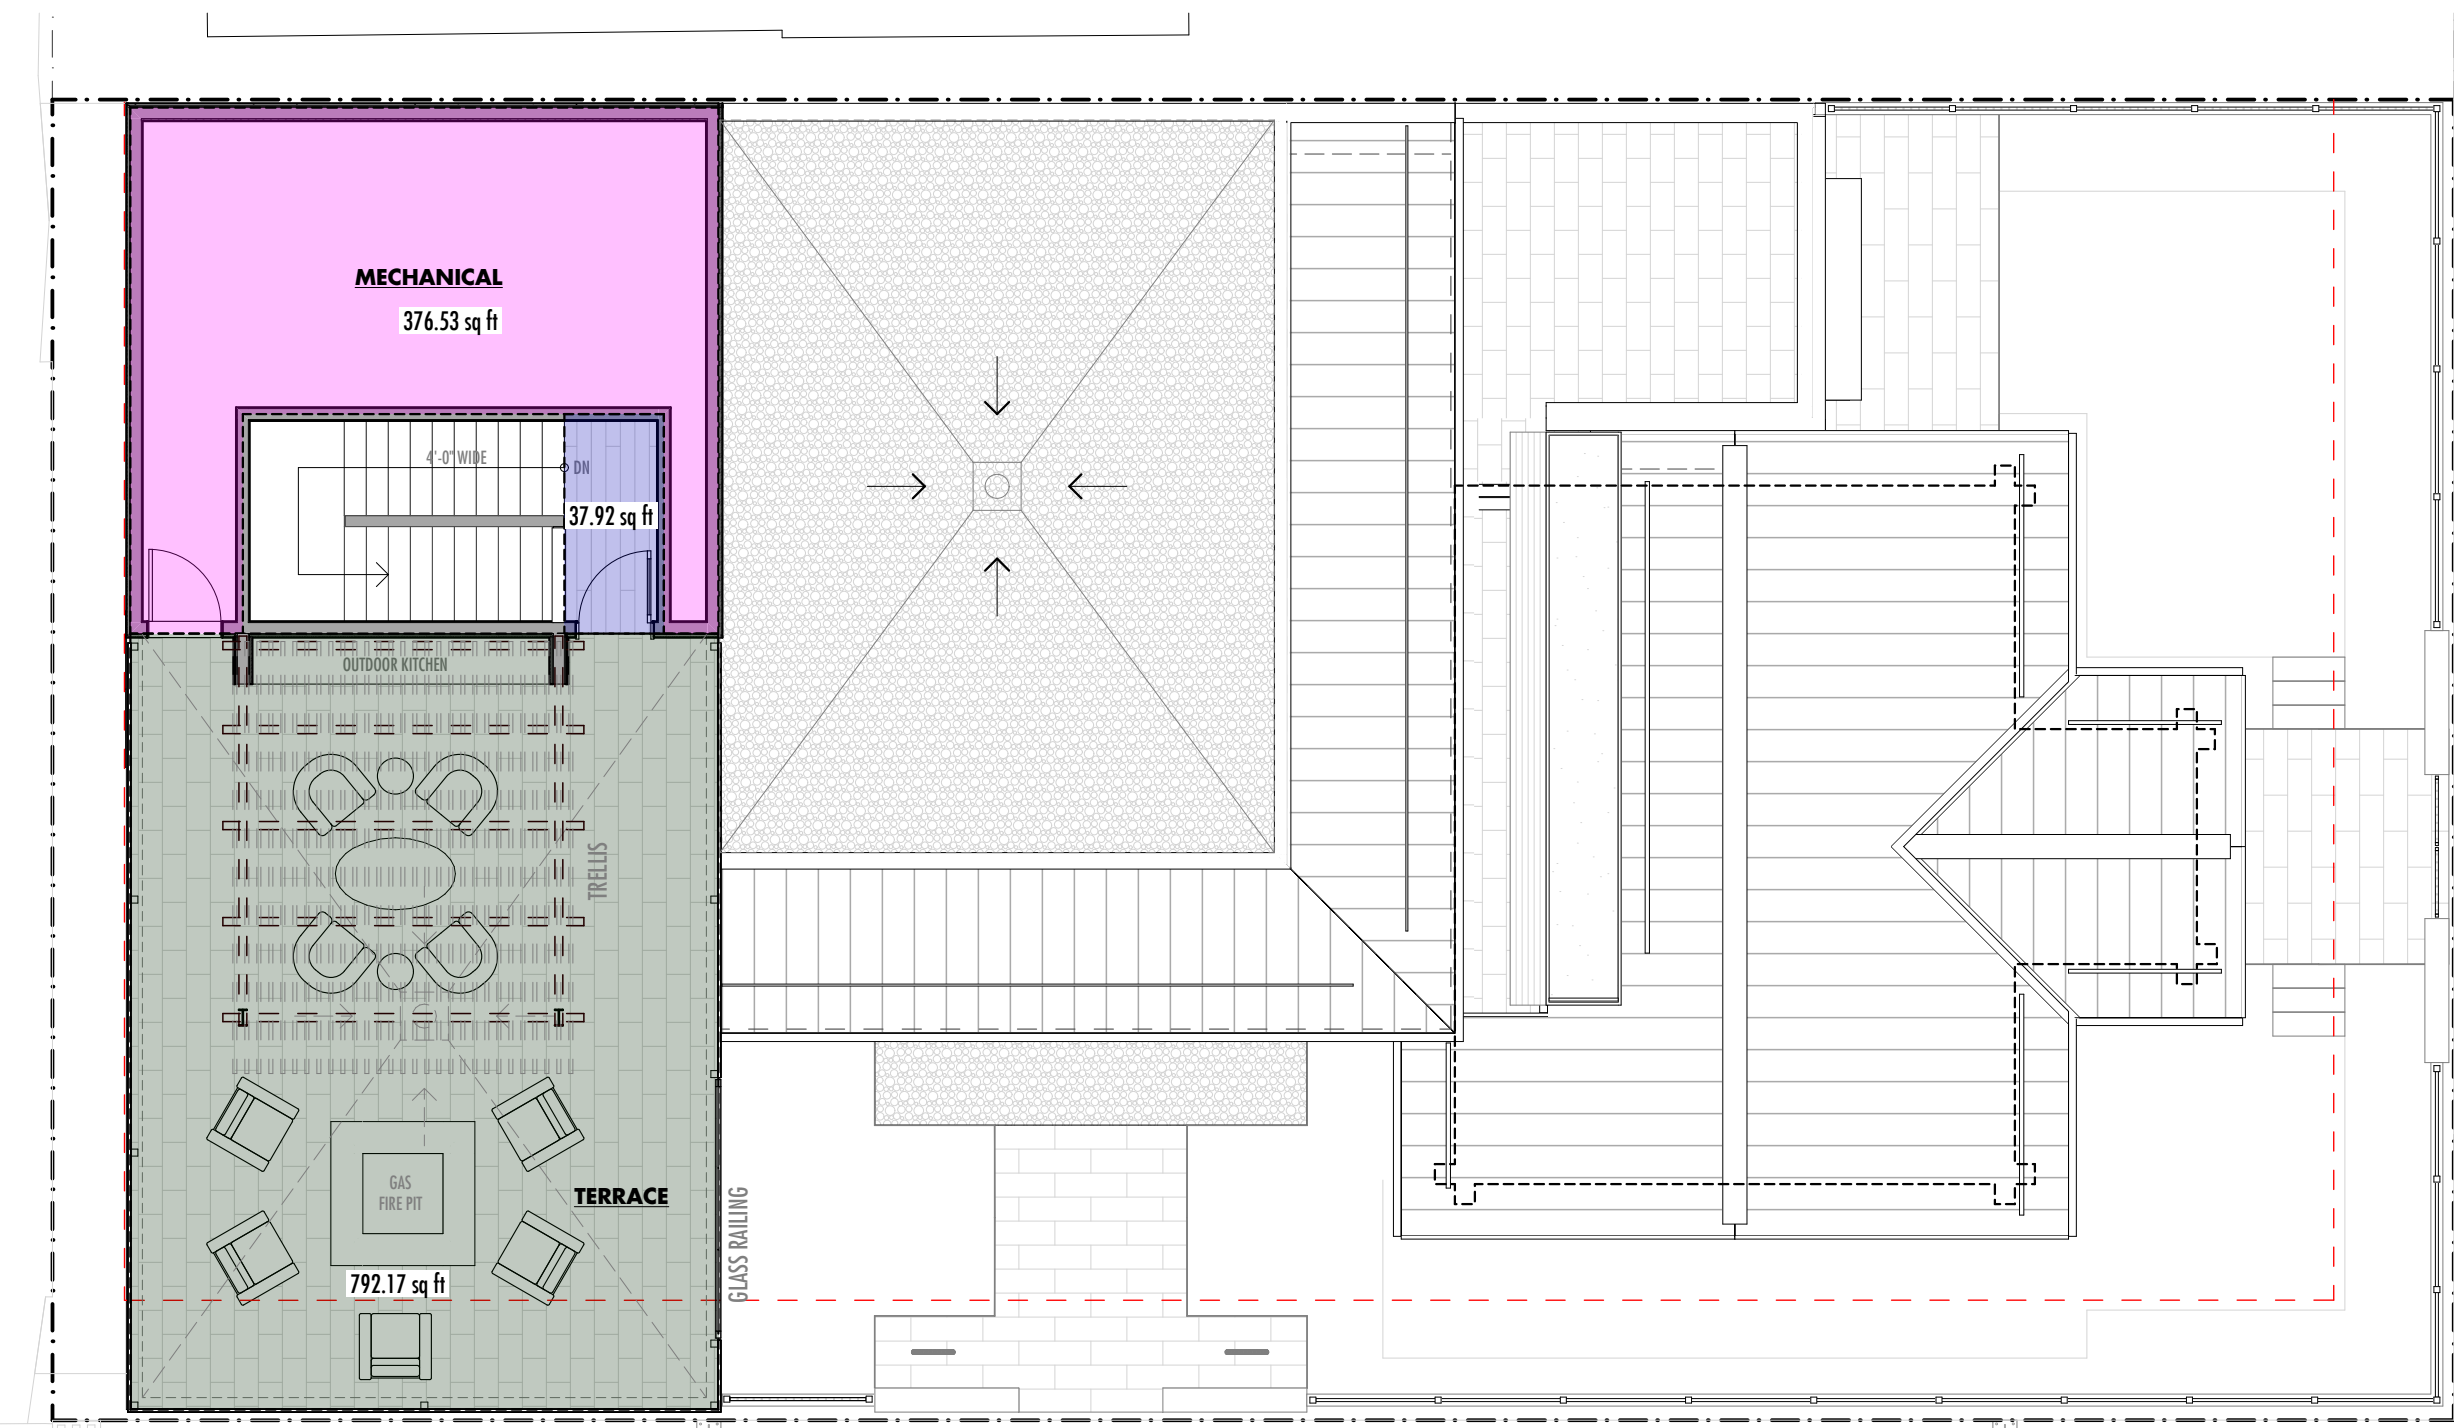 MECHANICAL
376.53 sq ft
4'-0" WIDE
DN
37.92 sq ft
OUTDOOR KITCHEN
TRELLIS
GAS
FIRE PIT
TERRACE
GLASS RAILING
792.17 sq ft